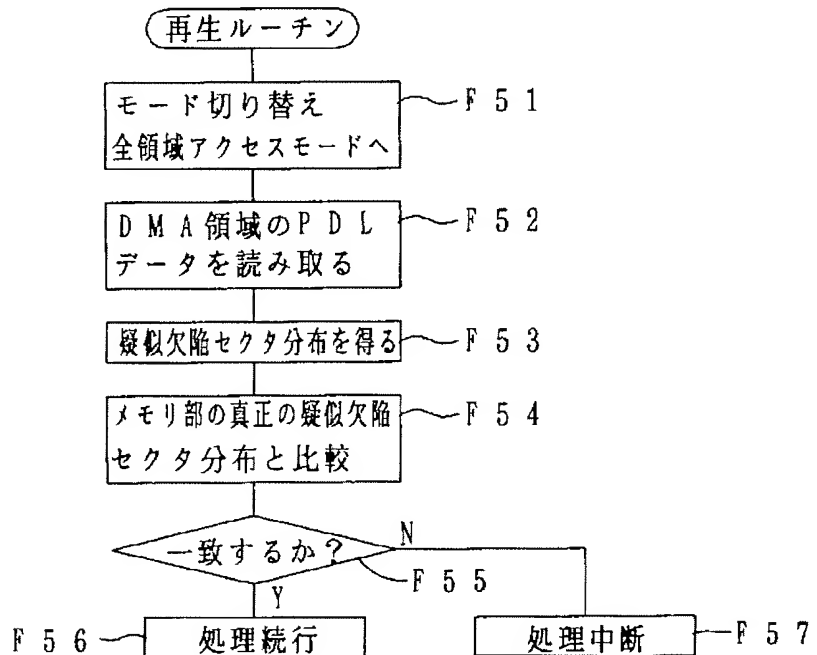 再生ルーチン
モード切り替え
全領域アクセスモードへ
F51
DMA領域のPDL
データを読み取る
F52
疑似欠陥セクタ分布を得る
F53
メモリ部の真正の疑似欠陥
セクタ分布と比較
F54
一致するか?
N
F55
Y
F56
処理続行
処理中断
F57